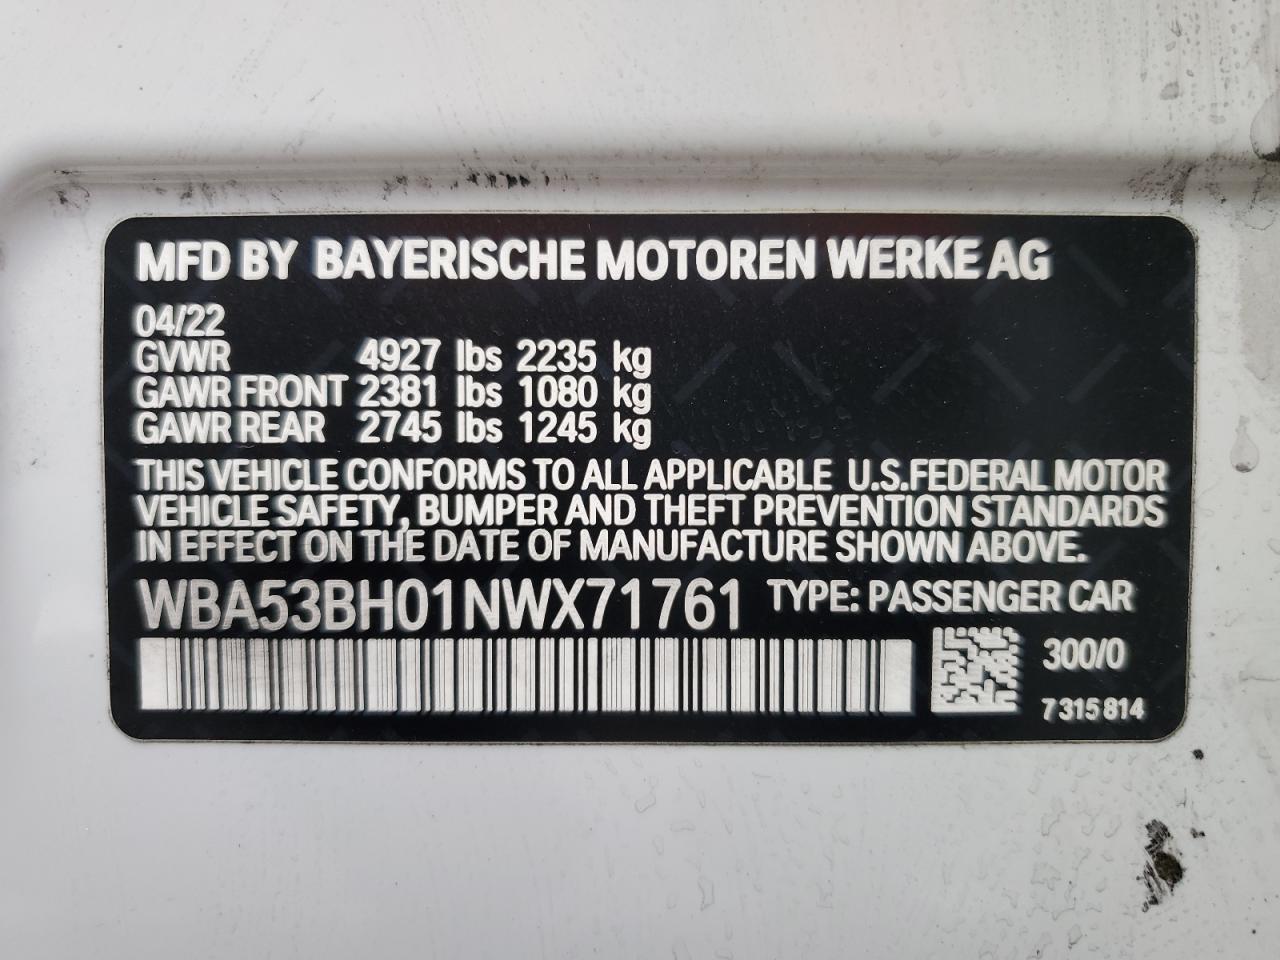 MFD BY BAYERISCHE MOTOREN WERKE AG
04/22
GVWR 4927 lbs 2235 kg
GAWR FRONT 2381 lbs 1080 kg
GAWR REAR 2745 lbs 1245 kg
THIS VEHICLE CONFORMS TO ALL APPLICABLE U.S.FEDERAL MOTOR
VEHICLE SAFETY, BUMPER AND THEFT PREVENTION STANDARDS
IN EFFECT ON THE DATE OF MANUFACTURE SHOWN ABOVE.
WBA53BH01NWX71761 TYPE: PASSENGER CAR
300/0
7 315 814